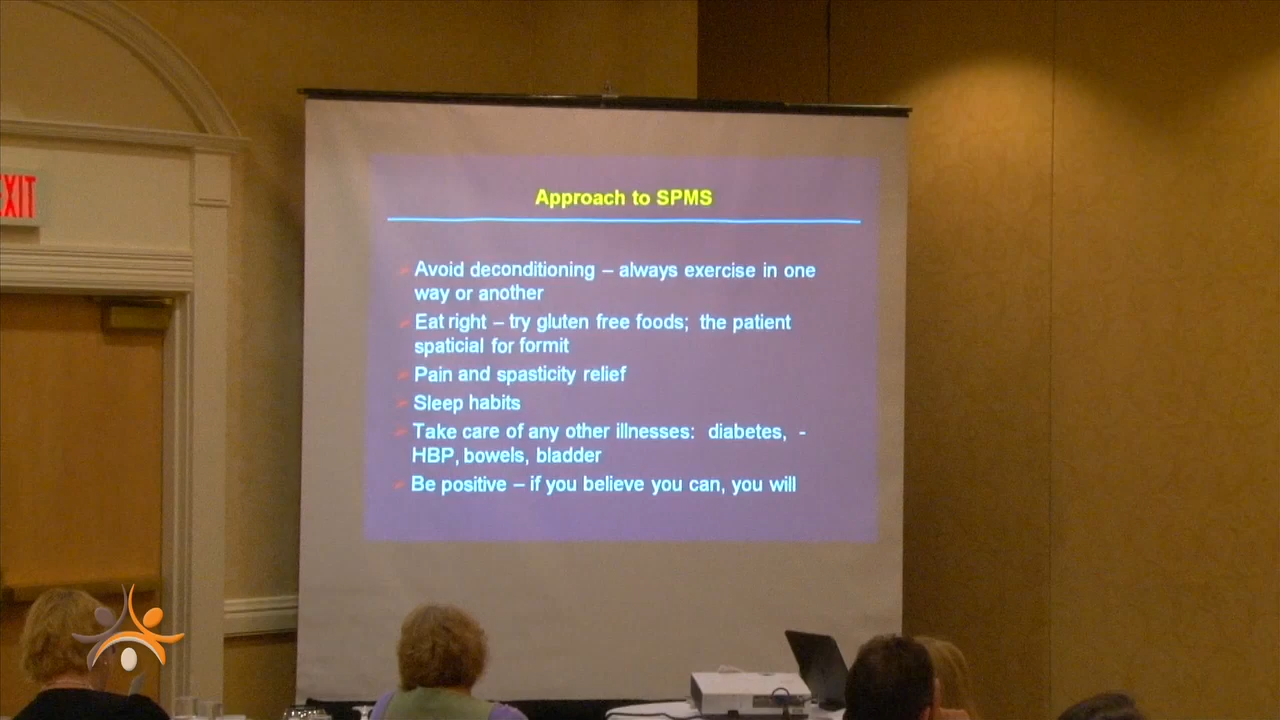 EXIT
Approach to SPMS
Avoid deconditioning – always exercise in one
way or another
Eat right – try gluten free foods; the patient
spaticial for formit
Pain and spasticity relief
Sleep habits
Take care of any other illnesses: diabetes, -
HBP, bowels, bladder
Be positive – if you believe you can, you will